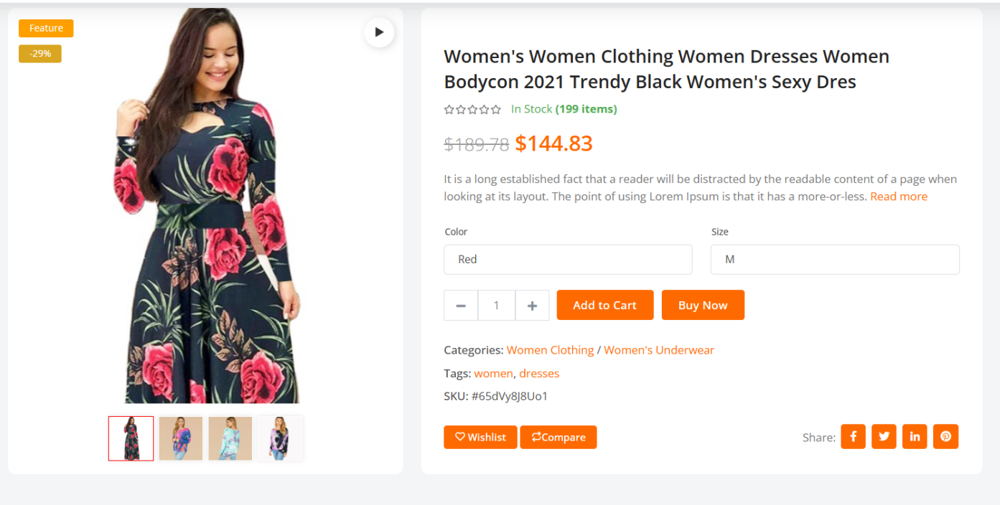 Feature
-29%
Women's Women Clothing Women Dresses Women
Bodycon 2021 Trendy Black Women's Sexy Dres
In Stock (199 items)
$189.78 $144.83
It is a long established fact that a reader will be distracted by the readable content of a page when
looking at its layout. The point of using Lorem Ipsum is that it has a more-or-less. Read more
Color
Size
Red
M
1
Add to Cart
Buy Now
Categories: Women Clothing / Women's Underwear
Tags: women, dresses
SKU: #65dVy8J8Uo1
Wishlist
Compare
Share: